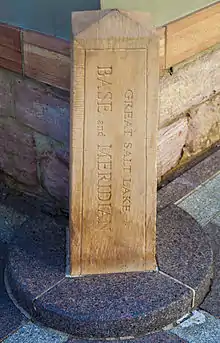 GREAT SALT LAKE
BASE and MERIDIAN